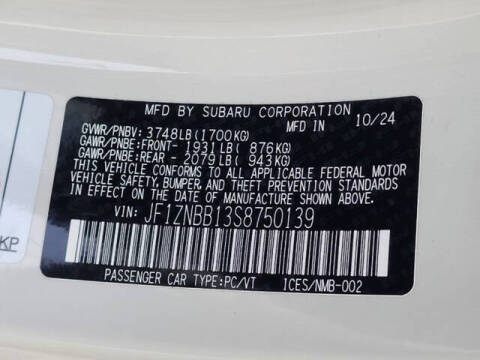 MFD BY SUBARU CORPORATION 10/24
GVWR/PNBV: 3748LB(1700KG)
GAWR/PNBE:FRONT- 1931LB( 876KG)
GAWR/PNBE:REAR - 2079LB( 943KG)
THIS VEHICLE CONFORMS TO ALL APPLICABLE FEDERAL MOTOR
VEHICLE SAFETY, BUMPER, AND THEFT PREVENTION STANDARDS
IN EFFECT ON THE DATE OF MANUFACTURE SHOWN ABOVE.
VIN: JF1ZNBB13S8750139
PASSENGER CAR TYPE:PC/VT ICES/NMB-002
KP